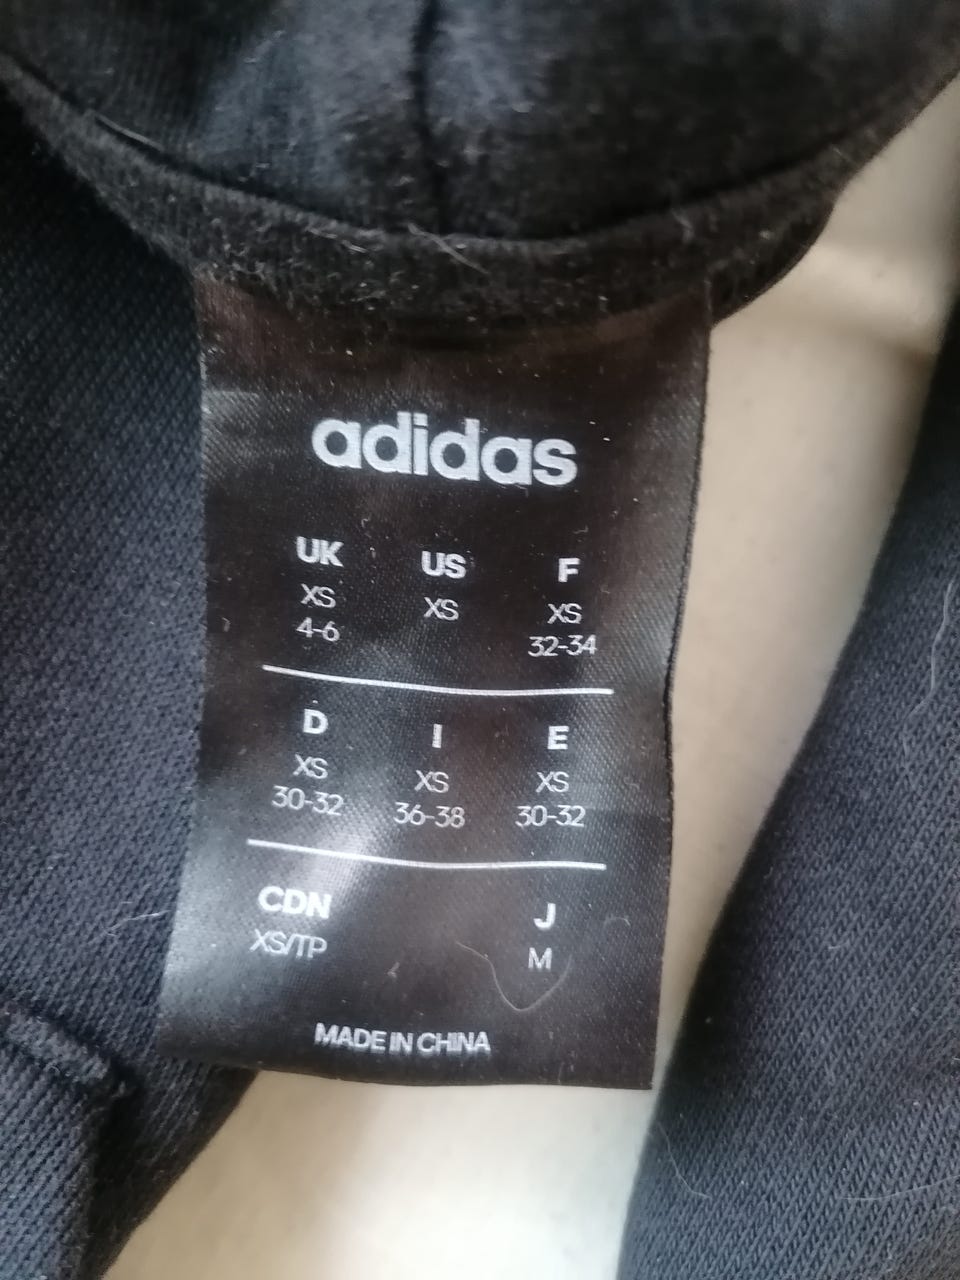 adidas
UK US F
XS XS XS
4-6 32-34
D I E
XS XS XS
30-32 36-38 30-32
CDN J
XS/TP M
MADE IN CHINA